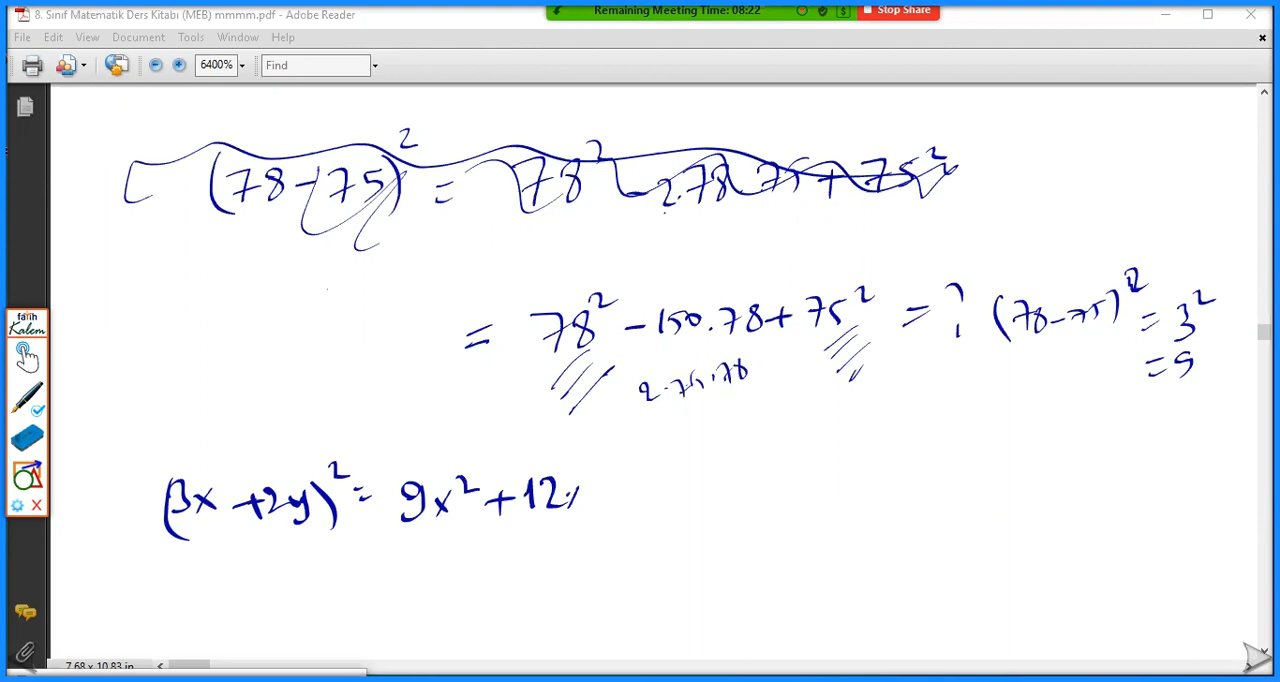 8. Sınıf Matematik Ders Kitabı (MEB) mmmm.pdf - Adobe Reader
Remaining Meeting Time: 08:22
Stop Share
File Edit View Document Tools Window Help
6400%
Find
(78-75)² = 78² - 2.78.75 + 75²
= 78² - 150.78 + 75² = ? (78-75)² = 3²
2.75.78
= 9
fatih
Kalem
(3x + 2y)² = 9x² + 12
7.68 x 10.83 in